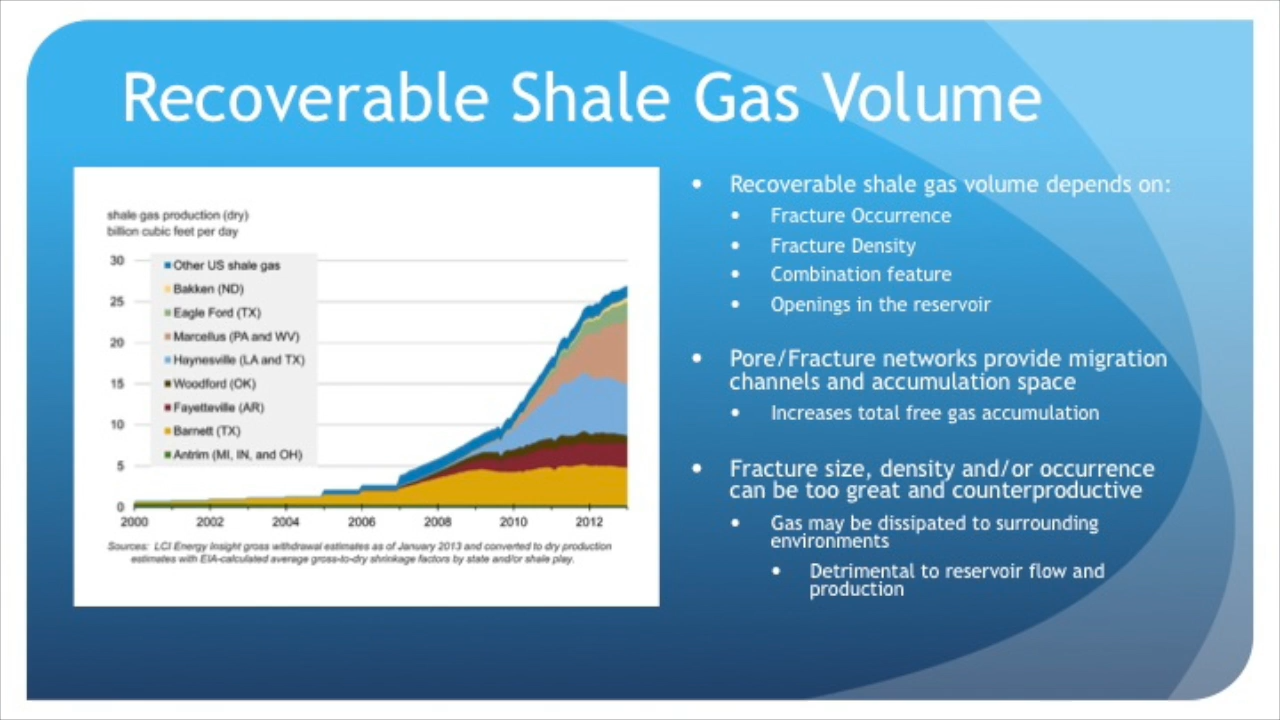 Recoverable Shale Gas Volume
shale gas production (dry)
billion cubic feet per day
30
25
20
15
10
5
0
Other US shale gas
Bakken (ND)
Eagle Ford (TX)
Marcellus (PA and WV)
Haynesville (LA and TX)
Woodford (OK)
Fayetteville (AR)
Barnett (TX)
Antrim (MI, IN, and OH)
2000 2002 2004 2006 2008 2010 2012
Sources: LCI Energy Insight gross withdrawal estimates as of January 2013 and converted to dry production
estimates with EIA-calculated average gross-to-dry shrinkage factors by state and/or shale play.
• Recoverable shale gas volume depends on:
• Fracture Occurrence
• Fracture Density
• Combination feature
• Openings in the reservoir
• Pore/Fracture networks provide migration
channels and accumulation space
• Increases total free gas accumulation
• Fracture size, density and/or occurrence
can be too great and counterproductive
• Gas may be dissipated to surrounding
environments
• Detrimental to reservoir flow and
production